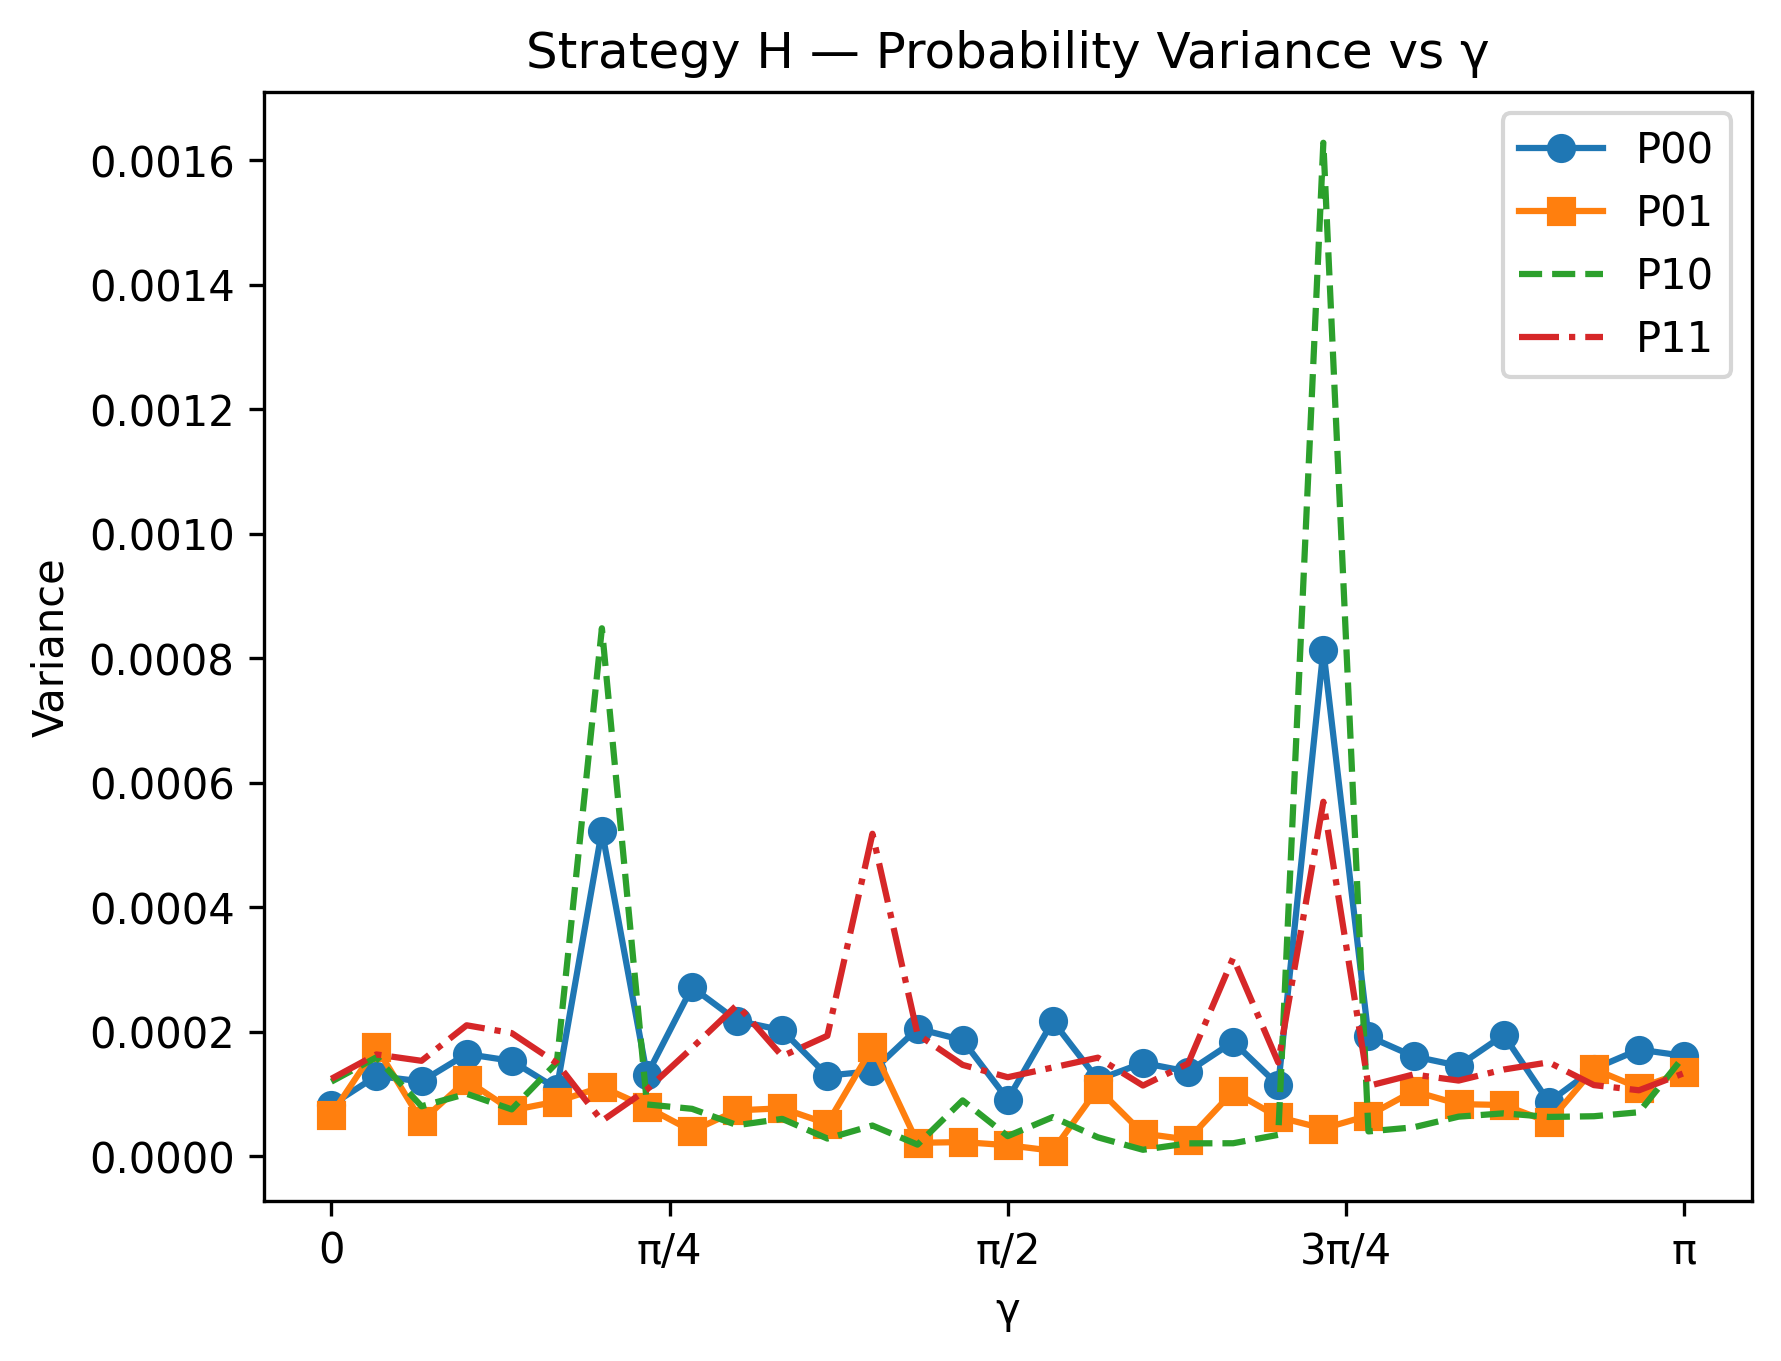 Strategy H — Probability Variance vs γ
P00
P01
P10
P11
Variance
0.0016
0.0014
0.0012
0.0010
0.0008
0.0006
0.0004
0.0002
0.0000
0 π/4 π/2 3π/4 π
γ